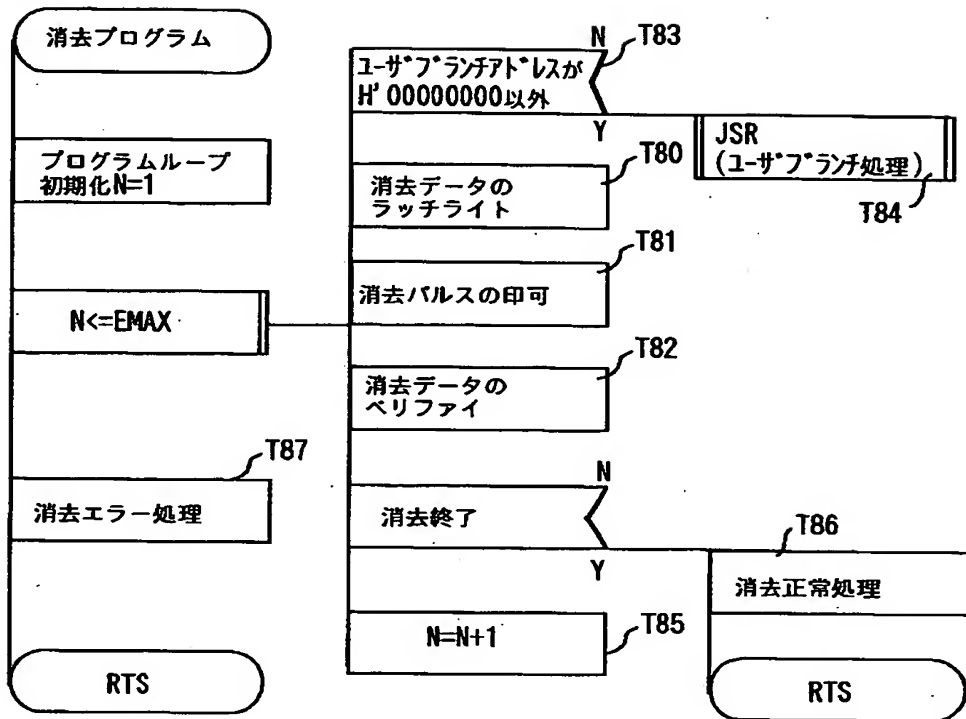 消去プログラム
プログラムループ
初期化N=1
N<=EMAX
T87
消去エラー処理
RTS
N
T83
ユーザブランチアドレスが
H'00000000以外
Y
JSR
(ユーザブランチ処理)
T84
T80
消去データの
ラッチライト
T81
消去パルスの印可
T82
消去データの
ベリファイ
N
消去終了
Y
T86
消去正常処理
T85
N=N+1
RTS